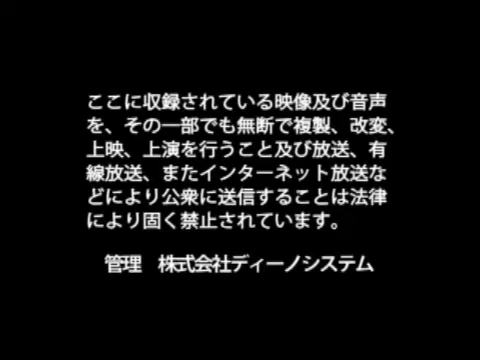 ここに収録されている映像及び音声
を、その一部でも無断で複製、改変、
上映、上演を行うこと及び放送、有
線放送、またインターネット放送な
どにより公衆に送信することは法律
により固く禁止されています。
管理　株式会社ディーノシステム